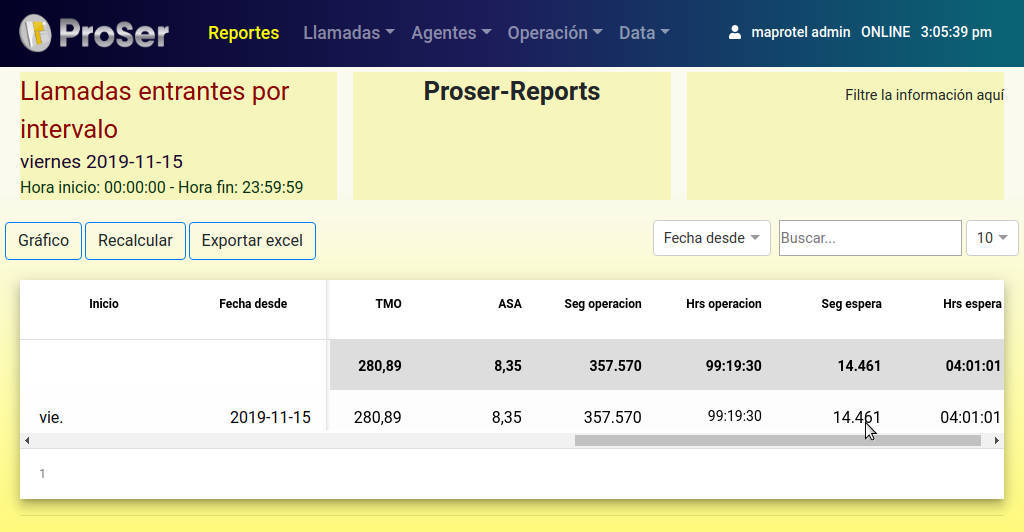 ProSer Reportes Llamadas Agentes Operación Data maprotel admin ONLINE 3:05:39 pm
Llamadas entrantes por
intervalo
viernes 2019-11-15
Hora inicio: 00:00:00 - Hora fin: 23:59:59
Proser-Reports
Filtre la información aquí
Gráfico Recalcular Exportar excel Fecha desde Buscar... 10
Inicio Fecha desde TMO ASA Seg operacion Hrs operacion Seg espera Hrs espera
280,89 8,35 357.570 99:19:30 14.461 04:01:01
vie. 2019-11-15 280,89 8,35 357.570 99:19:30 14.461 04:01:01
1